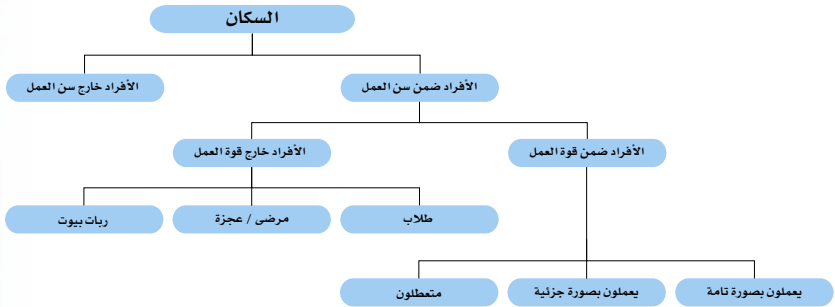 السكان
الأفراد ضمن سن العمل
الأفراد خارج سن العمل
الأفراد ضمن قوة العمل
الأفراد خارج قوة العمل
طلاب
مرضى / عجزة
ربات بيوت
يعملون بصورة تامة
يعملون بصورة جزئية
متعطلون